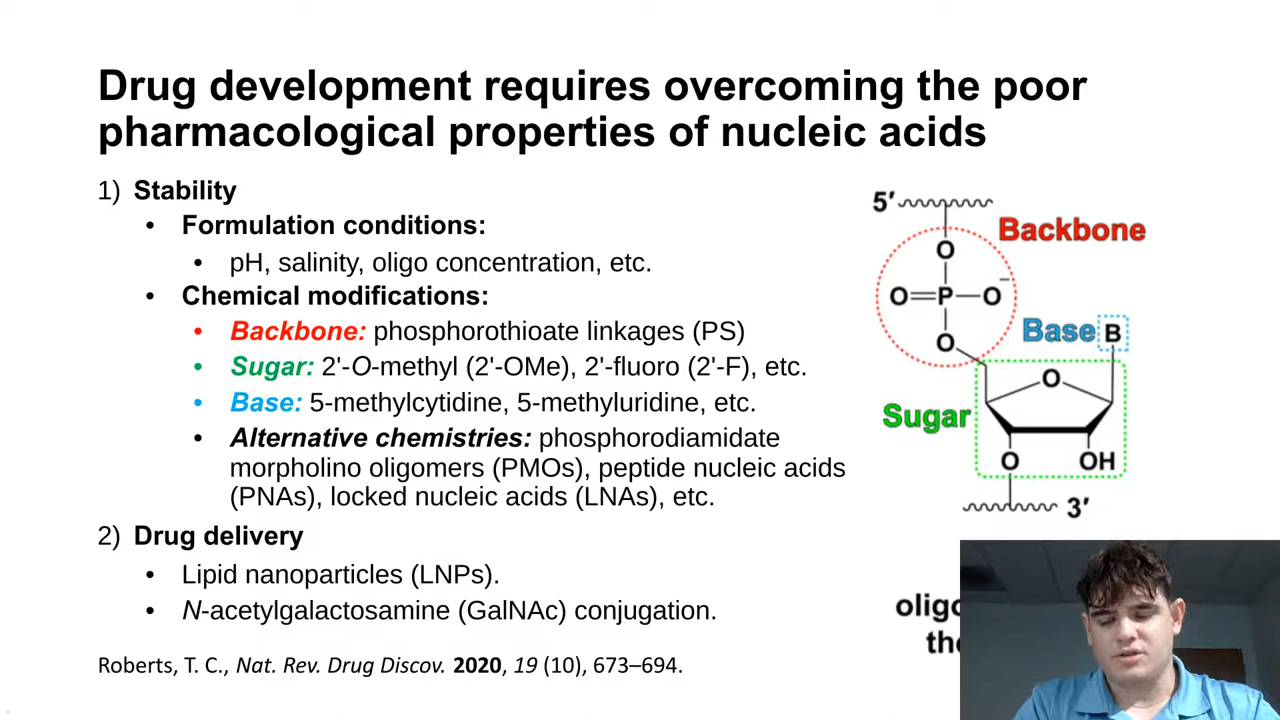 Drug development requires overcoming the poor
pharmacological properties of nucleic acids
1) Stability
• Formulation conditions:
• pH, salinity, oligo concentration, etc.
• Chemical modifications:
• Backbone: phosphorothioate linkages (PS)
• Sugar: 2'-O-methyl (2'-OMe), 2'-fluoro (2'-F), etc.
• Base: 5-methylcytidine, 5-methyluridine, etc.
• Alternative chemistries: phosphorodiamidate
morpholino oligomers (PMOs), peptide nucleic acids
(PNAs), locked nucleic acids (LNAs), etc.
2) Drug delivery
• Lipid nanoparticles (LNPs).
• N-acetylgalactosamine (GalNAc) conjugation.
Roberts, T. C., Nat. Rev. Drug Discov. 2020, 19 (10), 673–694.
5′
Backbone
O
O=P—O−
O
Base B
O
Sugar
O OH
3′